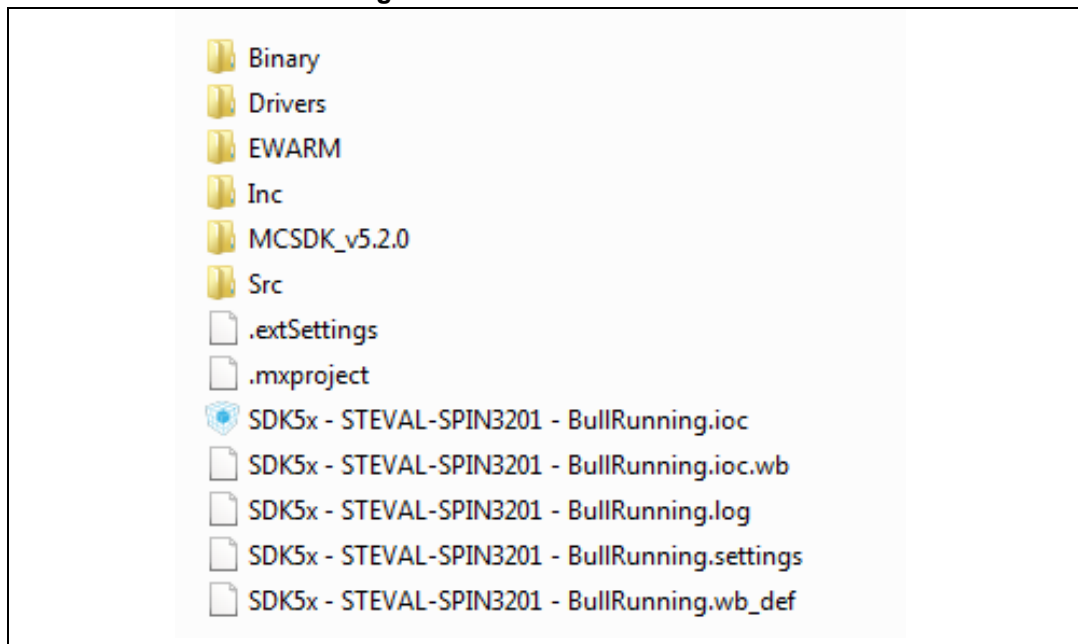 Binary
Drivers
EWARM
Inc
MCSDK_v5.2.0
Src
.extSettings
.mxproject
SDK5x - STEVAL-SPIN3201 - BullRunning.ioc
SDK5x - STEVAL-SPIN3201 - BullRunning.ioc.wb
SDK5x - STEVAL-SPIN3201 - BullRunning.log
SDK5x - STEVAL-SPIN3201 - BullRunning.settings
SDK5x - STEVAL-SPIN3201 - BullRunning.wb_def